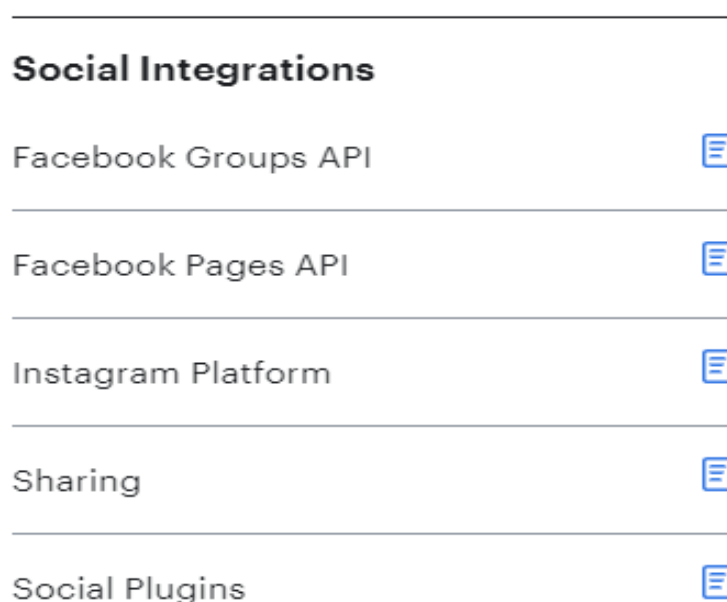 Social Integrations
Facebook Groups API
Facebook Pages API
Instagram Platform
Sharing
Social Plugins